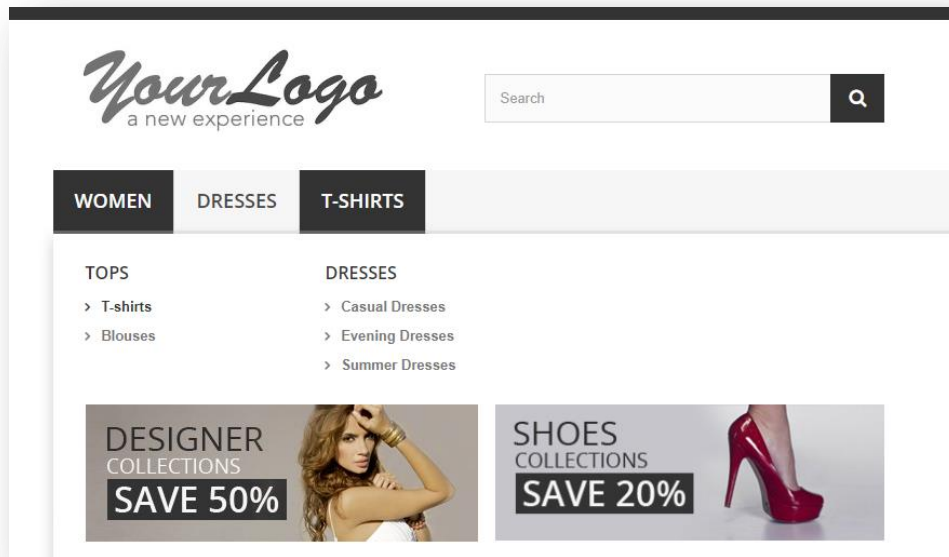 YourLogo
a new experience
Search
WOMEN DRESSES T-SHIRTS
TOPS
> T-shirts
> Blouses
DRESSES
> Casual Dresses
> Evening Dresses
> Summer Dresses
DESIGNER
COLLECTIONS
SAVE 50%
SHOES
COLLECTIONS
SAVE 20%